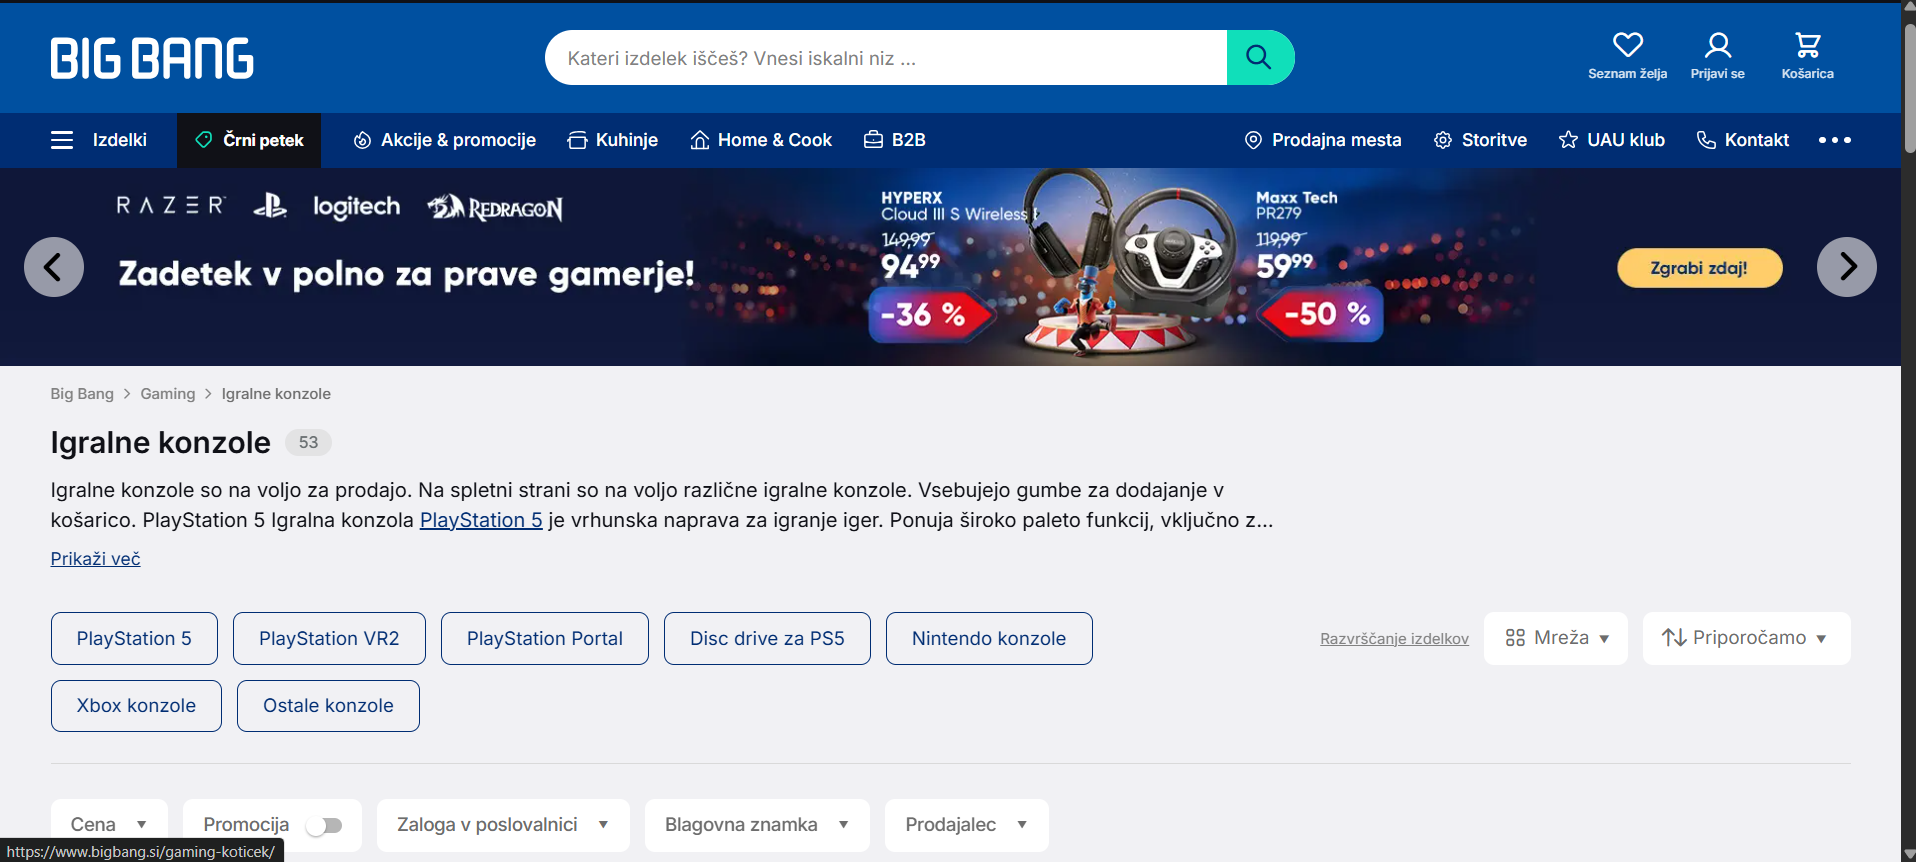 BIG BANG
Kateri izdelek iščeš? Vnesi iskalni niz ...
Seznam želja
Prijavi se
Košarica
Izdelki
Črni petek
Akcije & promocije
Kuhinje
Home & Cook
B2B
Prodajna mesta
Storitve
UAU klub
Kontakt
RAZER
logitech
REDRAGON
Zadetek v polno za prave gamerje!
HYPERX
Cloud III S Wireless
149,99
94⁹⁹
-36 %
Maxx Tech
PR279
119,99
59⁹⁹
-50 %
Zgrabi zdaj!
Big Bang > Gaming > Igralne konzole
Igralne konzole 53
Igralne konzole so na voljo za prodajo. Na spletni strani so na voljo različne igralne konzole. Vsebujejo gumbe za dodajanje v
košarico. PlayStation 5 Igralna konzola PlayStation 5 je vrhunska naprava za igranje iger. Ponuja široko paleto funkcij, vključno z...
Prikaži več
PlayStation 5
PlayStation VR2
PlayStation Portal
Disc drive za PS5
Nintendo konzole
Razvrščanje izdelkov
Mreža
Priporočamo
Xbox konzole
Ostale konzole
Cena
Promocija
Zaloga v poslovalnici
Blagovna znamka
Prodajalec
https://www.bigbang.si/gaming-koticek/